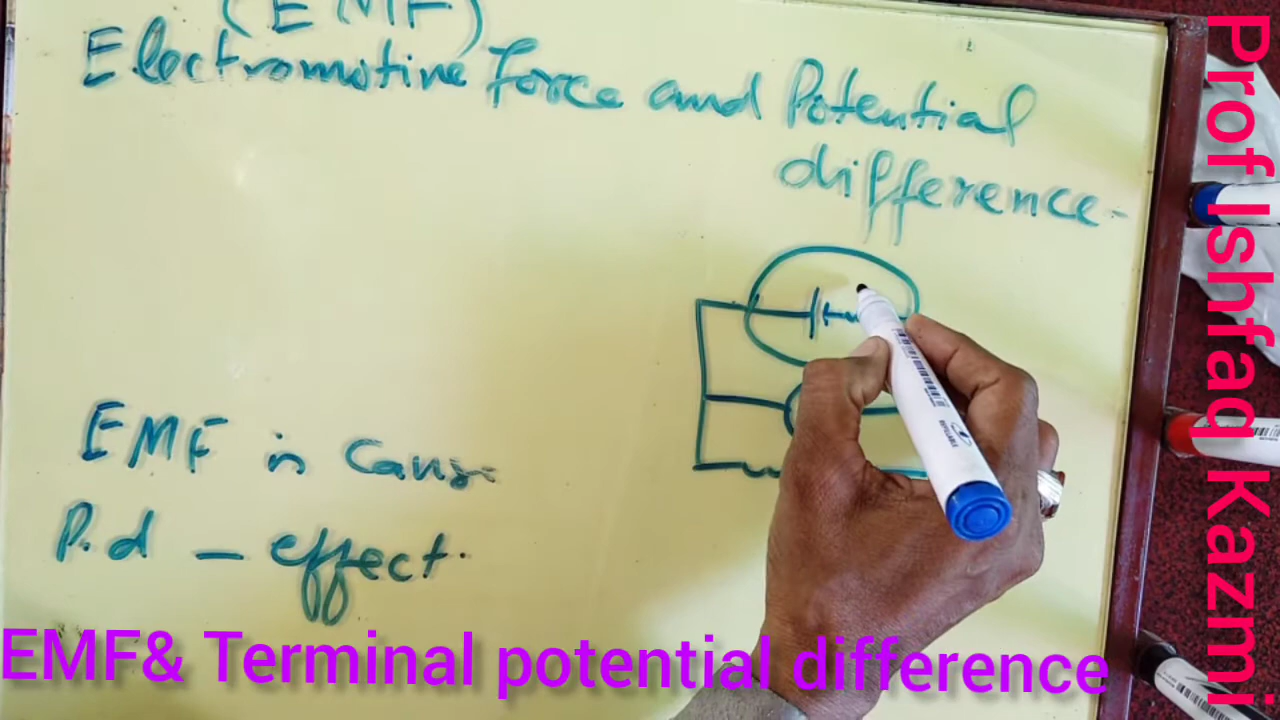 (EMF)
Electromotive Force and Potential
difference-
EMF is Cause
P.d — effect.
EMF& Terminal potential difference
Prof Ishfaq Kazmi